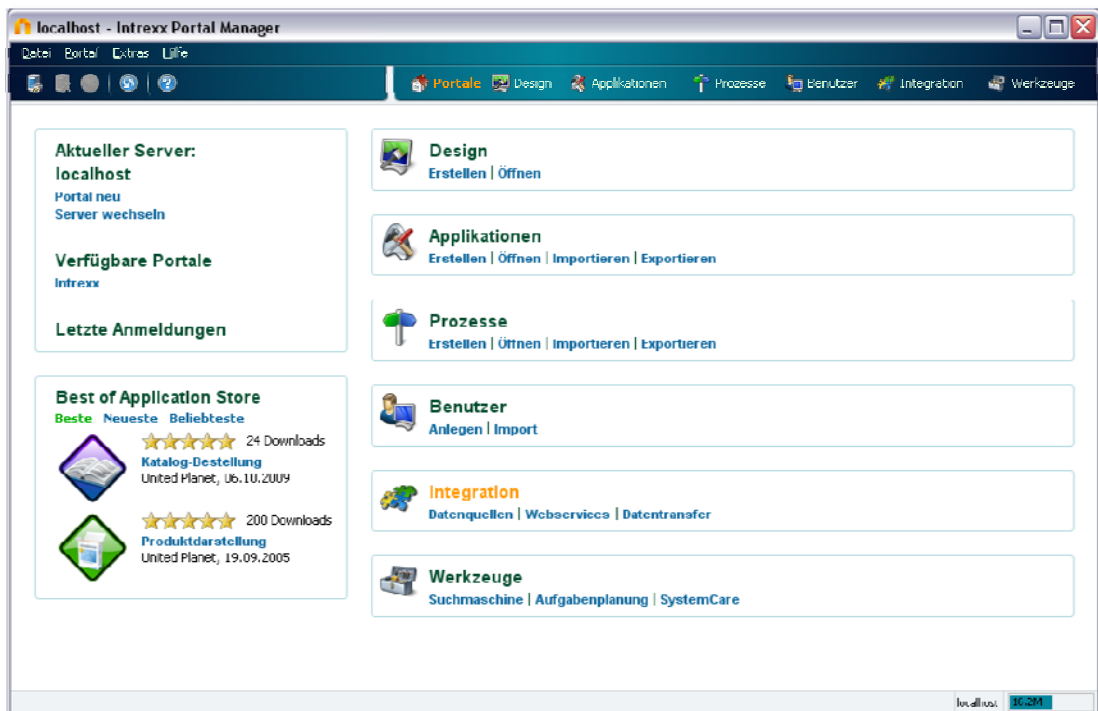 localhost - Intrexx Portal Manager
Datei Portal Extras Hilfe
Portale Design Applikationen Prozesse Benutzer Integration Werkzeuge
Aktueller Server:
localhost
Portal neu
Server wechseln
Verfügbare Portale
Intrexx
Letzte Anmeldungen
Best of Application Store
Beste Neueste Beliebteste
24 Downloads
Katalog-Bestellung
United Planet, 06.10.2009
200 Downloads
Produktdarstellung
United Planet, 19.09.2005
Design
Erstellen | Öffnen
Applikationen
Erstellen | Öffnen | Importieren | Exportieren
Prozesse
Erstellen | Öffnen | Importieren | Exportieren
Benutzer
Anlegen | Import
Integration
Datenquellen | Webservices | Datentransfer
Werkzeuge
Suchmaschine | Aufgabenplanung | SystemCare
localhost